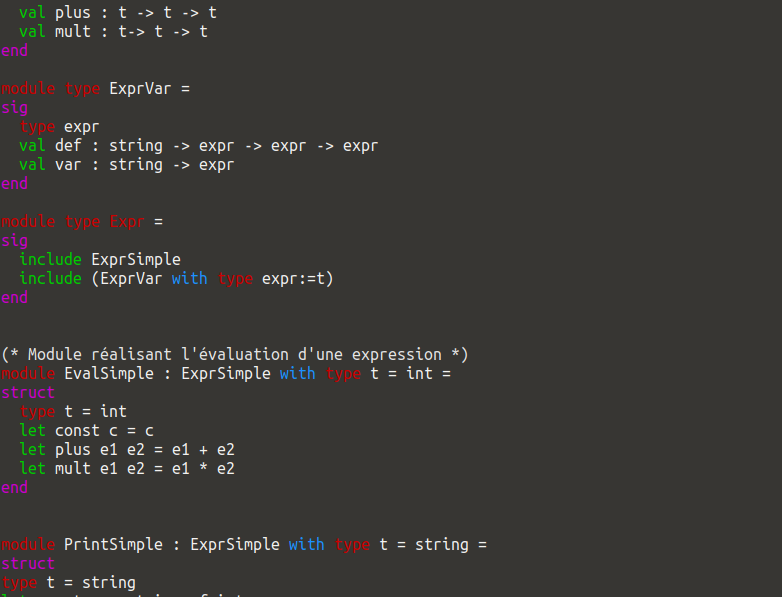 val plus : t -> t -> t
val mult : t-> t -> t
end
module type ExprVar =
sig
type expr
val def : string -> expr -> expr -> expr
val var : string -> expr
end
module type Expr =
sig
include ExprSimple
include (ExprVar with type expr:=t)
end
(* Module réalisant l'évaluation d'une expression *)
module EvalSimple : ExprSimple with type t = int =
struct
type t = int
let const c = c
let plus e1 e2 = e1 + e2
let mult e1 e2 = e1 * e2
end
module PrintSimple : ExprSimple with type t = string =
struct
type t = string